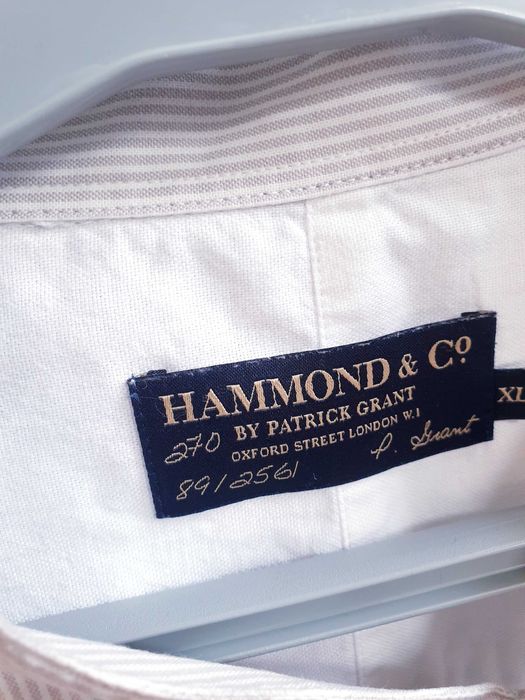 HAMMOND & Cº
BY PATRICK GRANT
OXFORD STREET LONDON W.1
270
89/2561
P. Grant
XL